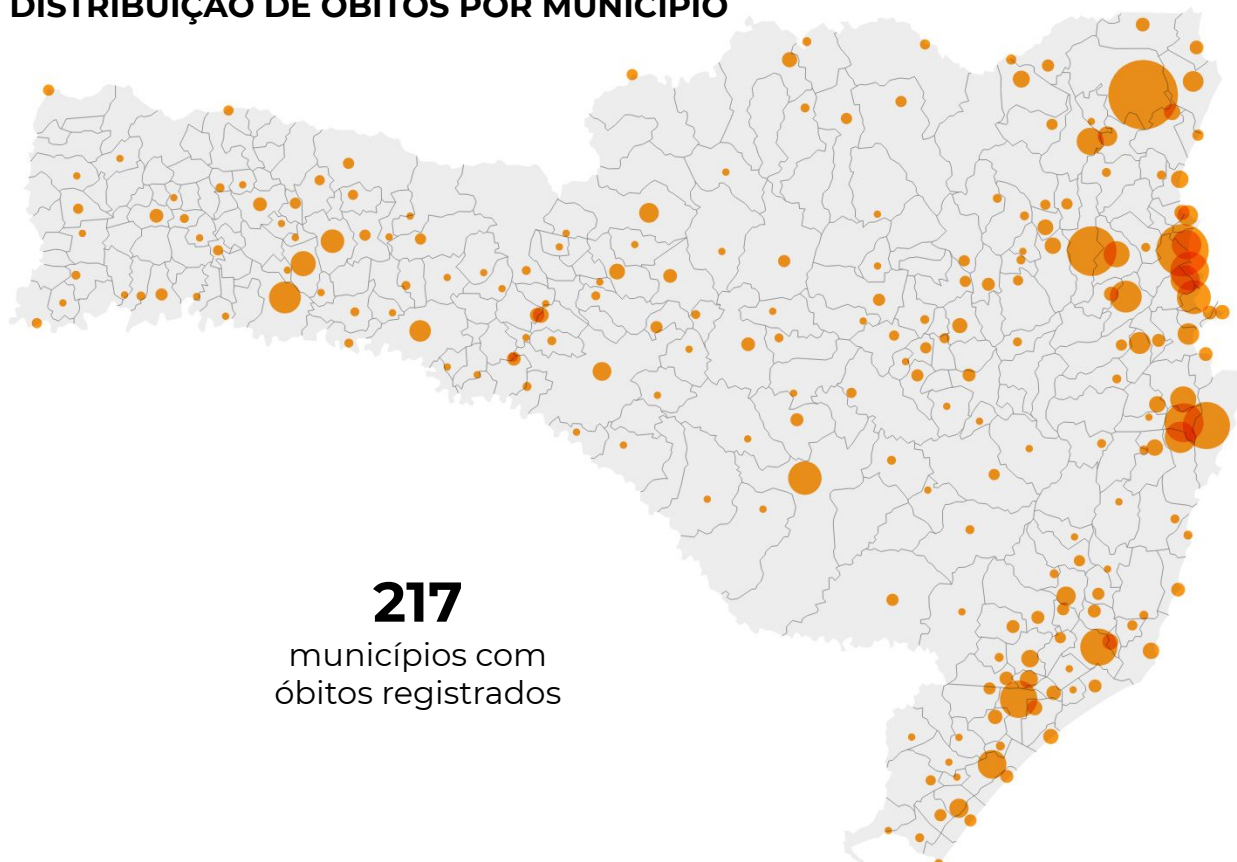 DISTRIBUIÇÃO DE ÓBITOS POR MUNICÍPIO
217
municípios com
óbitos registrados